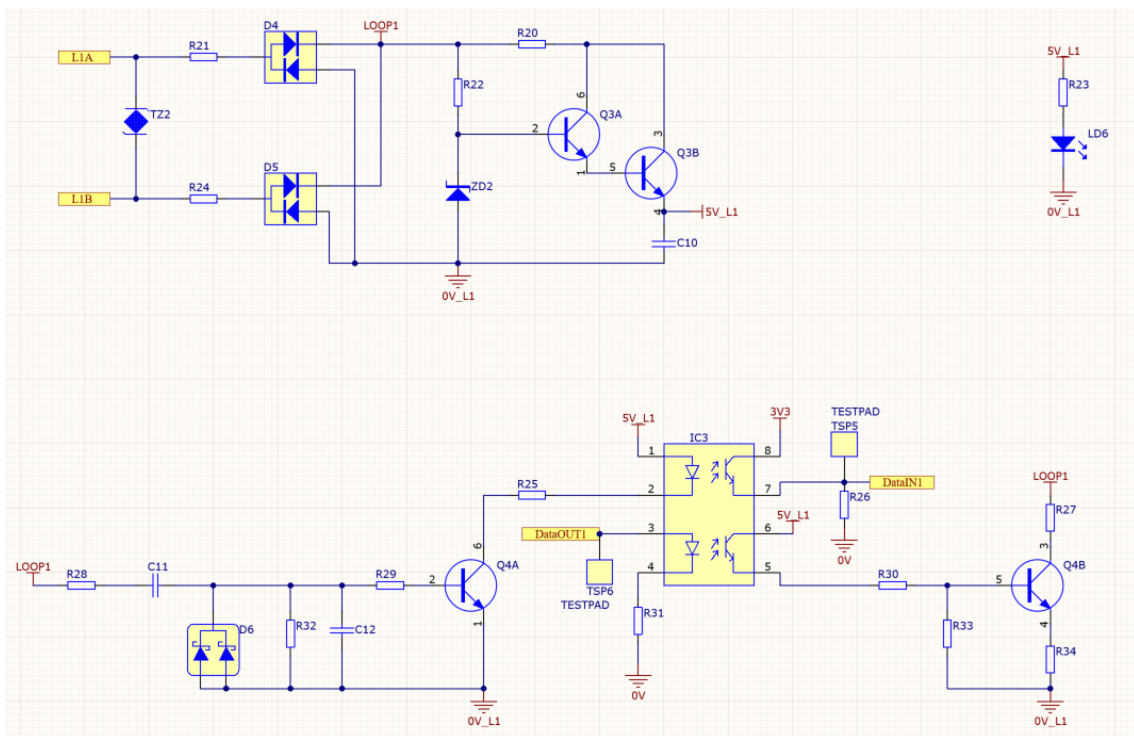 D4
LOOP1
L1A
R21
R20
5V_L1
R22
R23
TZ2
6
Q3A
2
3
LD6
1
5
Q3B
D5
L1B
R24
ZD2
4
5V_L1
0V_L1
C10
0V_L1
TESTPAD
TSP5
5V_L1
3V3
IC3
1
8
LOOP1
R25
2
7
DataIN1
R26
R27
5V_L1
DataOUT1
3
6
6
0V
3
LOOP1
C11
Q4A
4
5
Q4B
R28
R29
2
TSP6
TESTPAD
R30
5
D6
R32
C12
1
R31
R33
4
R34
0V
0V_L1
0V_L1